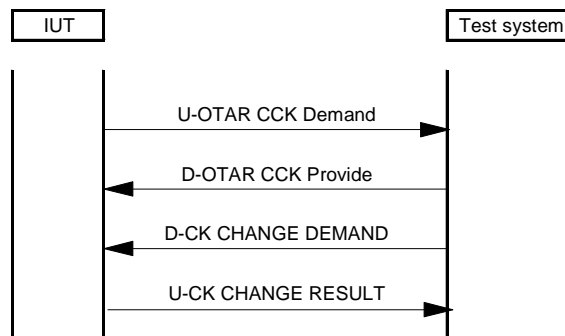 IUT
Test system
U-OTAR CCK Demand
D-OTAR CCK Provide
D-CK CHANGE DEMAND
U-CK CHANGE RESULT